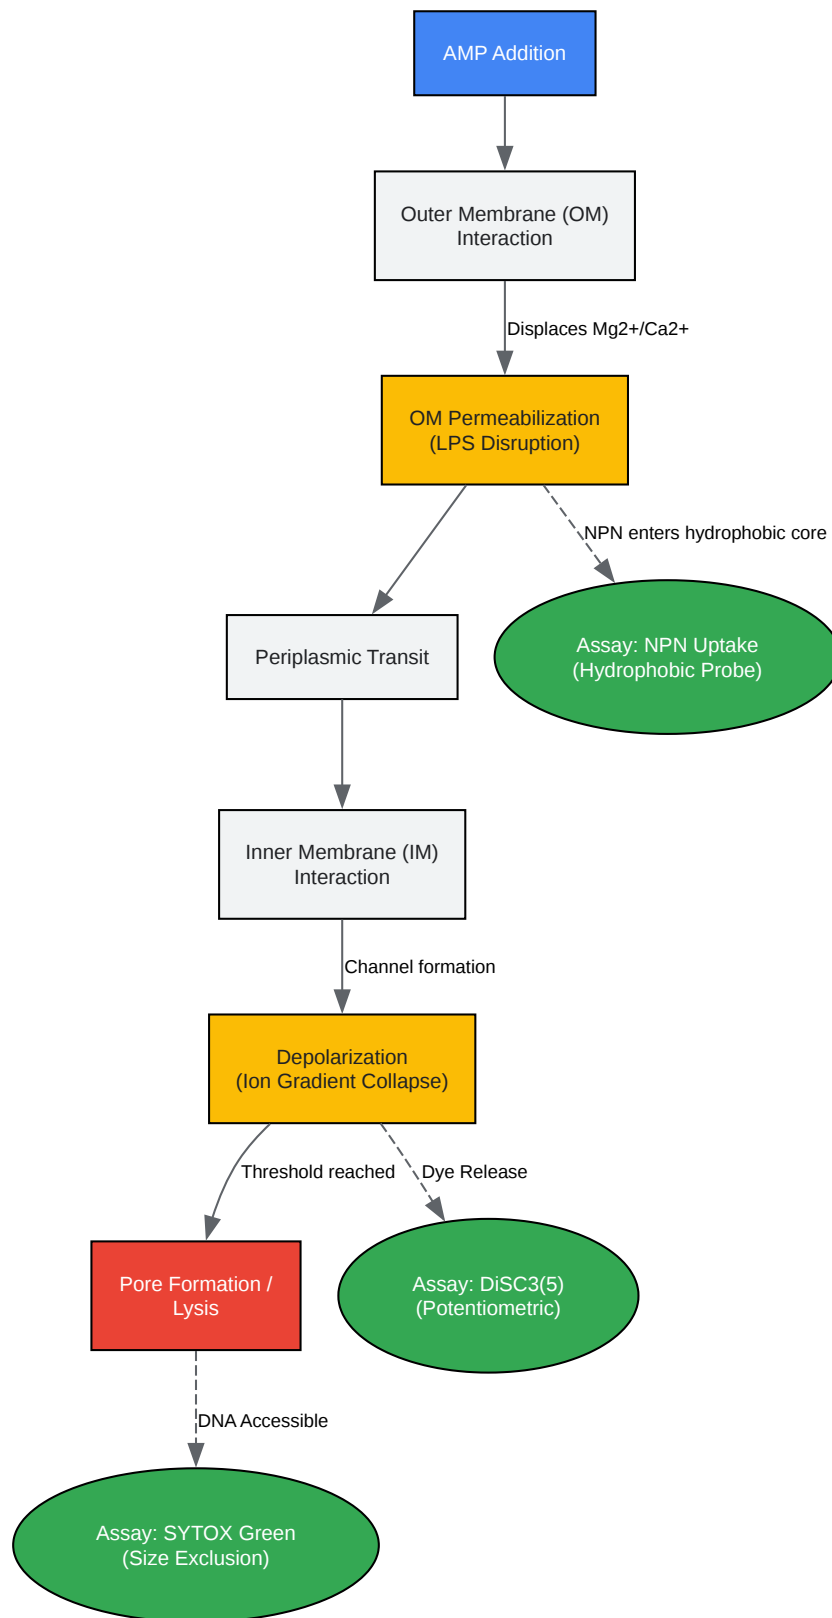 AMP Addition
Outer Membrane (OM)
Interaction
Displaces Mg2+/Ca2+
OM Permeabilization
(LPS Disruption)
NPN enters hydrophobic core
Periplasmic Transit
Assay: NPN Uptake
(Hydrophobic Probe)
Inner Membrane (IM)
Interaction
Channel formation
Depolarization
(Ion Gradient Collapse)
Threshold reached
Dye Release
Pore Formation /
Lysis
Assay: DiSC3(5)
(Potentiometric)
DNA Accessible
Assay: SYTOX Green
(Size Exclusion)